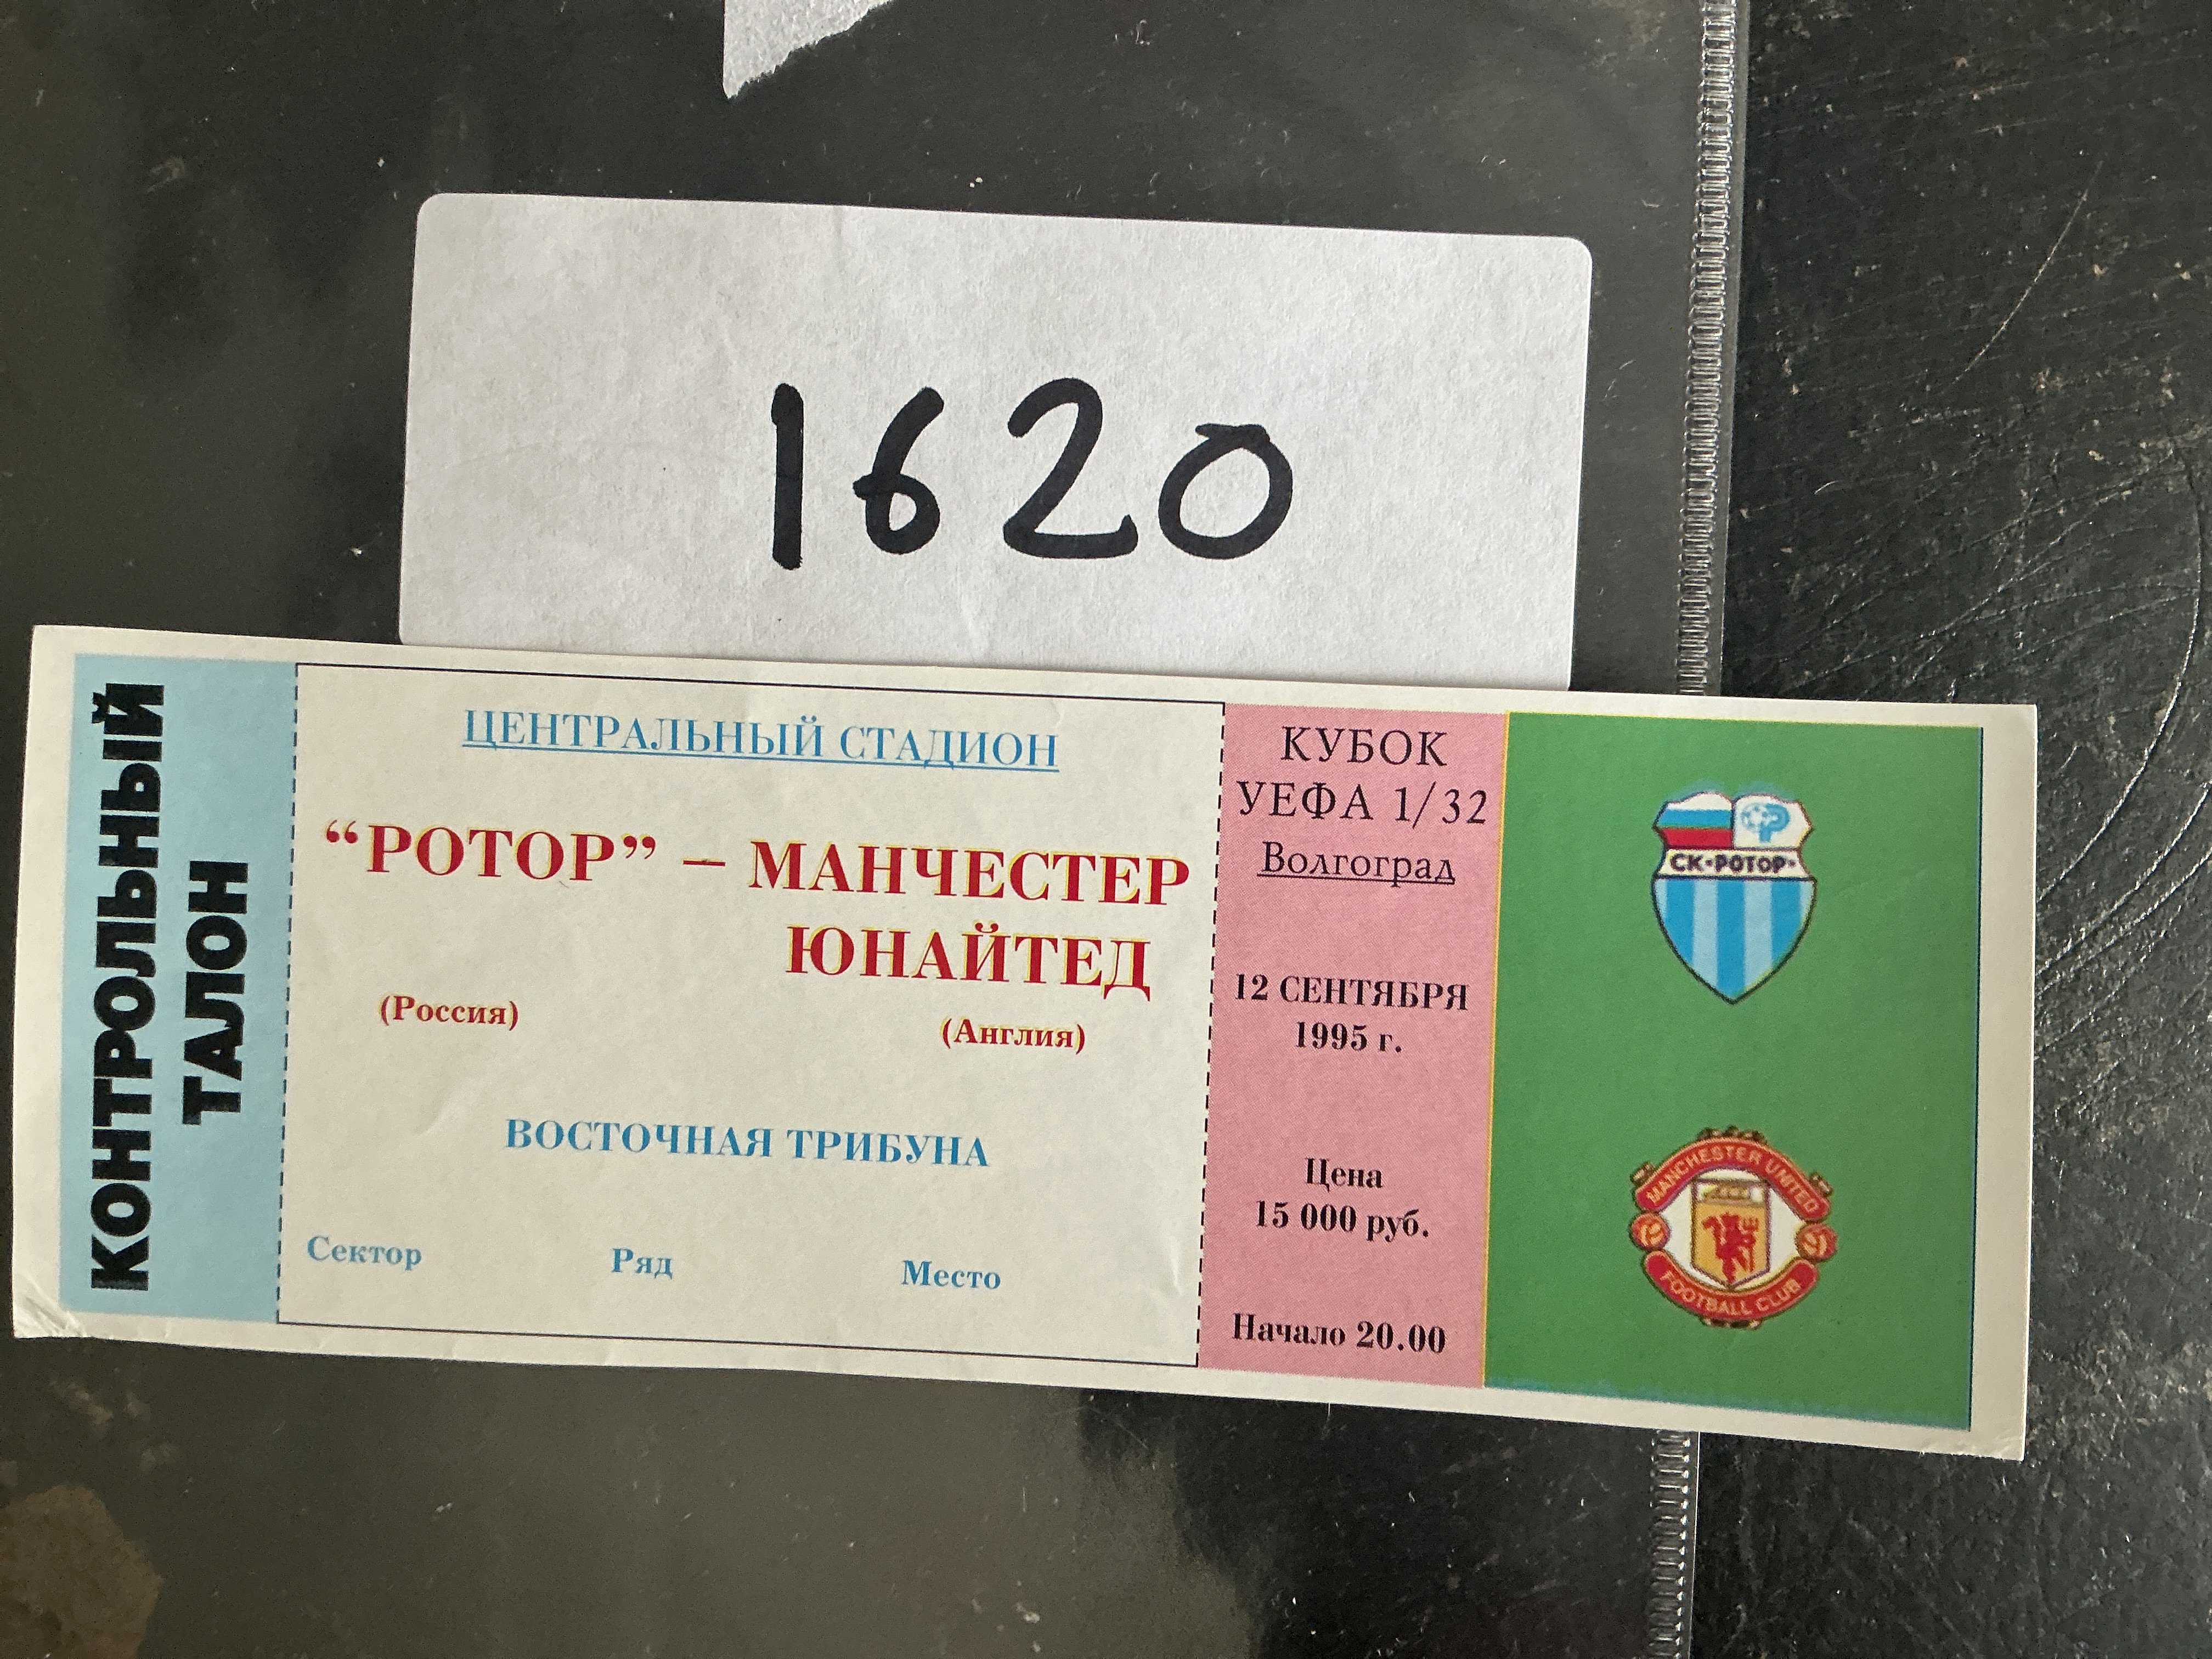 1620
КОНТРОЛЬНЫЙ
ТАЛОН
ЦЕНТРАЛЬНЫЙ СТАДИОН
“РОТОР” – МАНЧЕСТЕР
ЮНАЙТЕД
(Россия) (Англия)
ВОСТОЧНАЯ ТРИБУНА
Сектор Ряд Место
КУБОК
УЕФА 1/32
Волгоград
12 СЕНТЯБРЯ
1995 г.
Цена
15 000 руб.
Начало 20.00
СК•РОТОР•
MANCHESTER UNITED
FOOTBALL CLUB